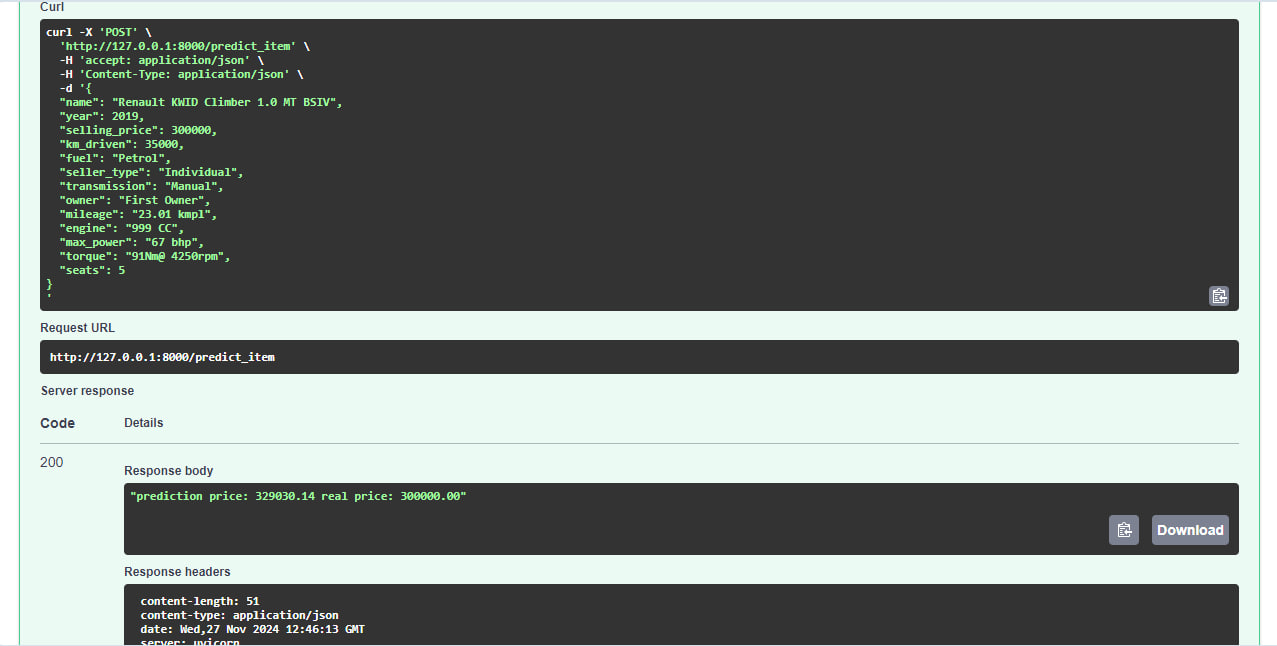 Curl
curl -X 'POST' \
  'http://127.0.0.1:8000/predict_item' \
  -H 'accept: application/json' \
  -H 'Content-Type: application/json' \
  -d '{
  "name": "Renault KWID Climber 1.0 MT BSIV",
  "year": 2019,
  "selling_price": 300000,
  "km_driven": 35000,
  "fuel": "Petrol",
  "seller_type": "Individual",
  "transmission": "Manual",
  "owner": "First Owner",
  "mileage": "23.01 kmpl",
  "engine": "999 CC",
  "max_power": "67 bhp",
  "torque": "91Nm@ 4250rpm",
  "seats": 5
}
'
Request URL
http://127.0.0.1:8000/predict_item
Server response
Code Details
200
Response body
"prediction price: 329030.14 real price: 300000.00"
Download
Response headers
content-length: 51
content-type: application/json
date: Wed,27 Nov 2024 12:46:13 GMT
server: uvicorn